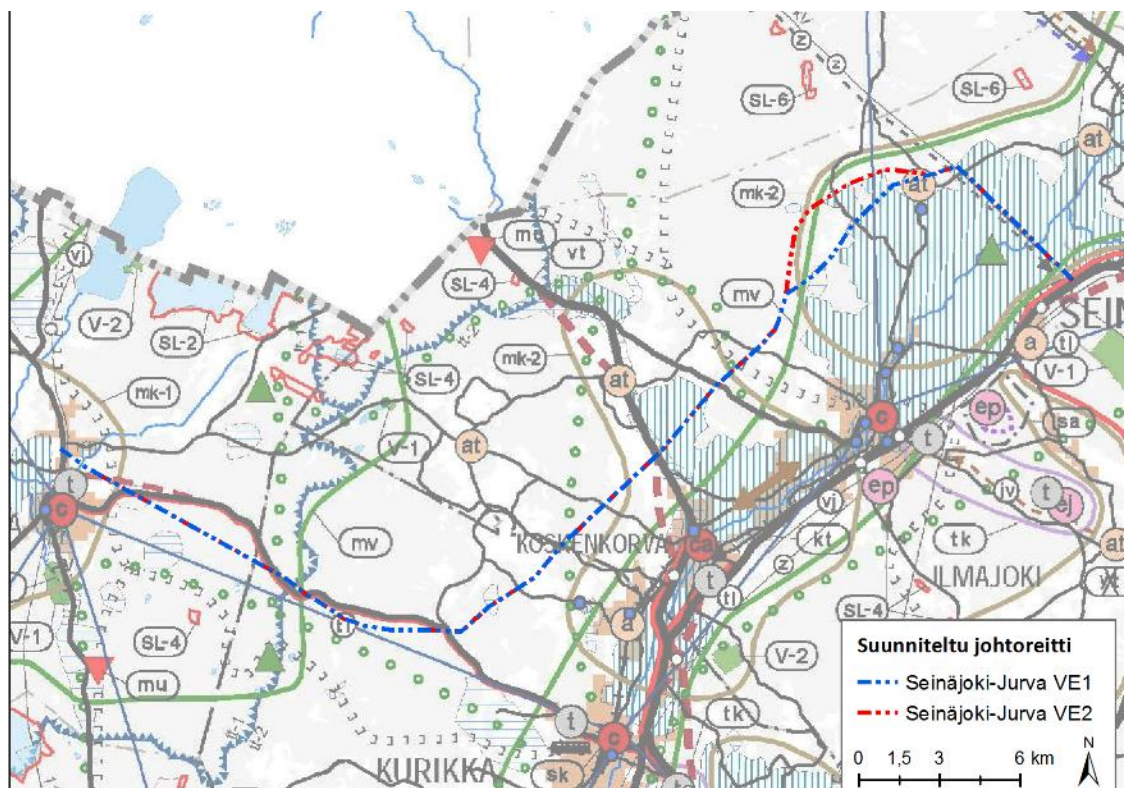 z
z
SL-6
SL-6
at
mk-2
at
mu
vt
vj
SL-4
mv
V-2
SL-2
SEIN
mk-2
a
tl
SL-4
V-1
mk-1
at
c
ep
sa
t
at
V-1
ep
jv
t
ej
t
c
vj
mv
KOSKENKORVA
ca
kt
tk
at
z
ILMAJOKI
t
tl
SL-4
V-1
SL-4
tl
a
mu
V-2
tk
t
c
KURIKKA
sk
t
Suunniteltu johtoreitti
Seinäjoki-Jurva VE1
Seinäjoki-Jurva VE2
0 1,5 3 6 km
N